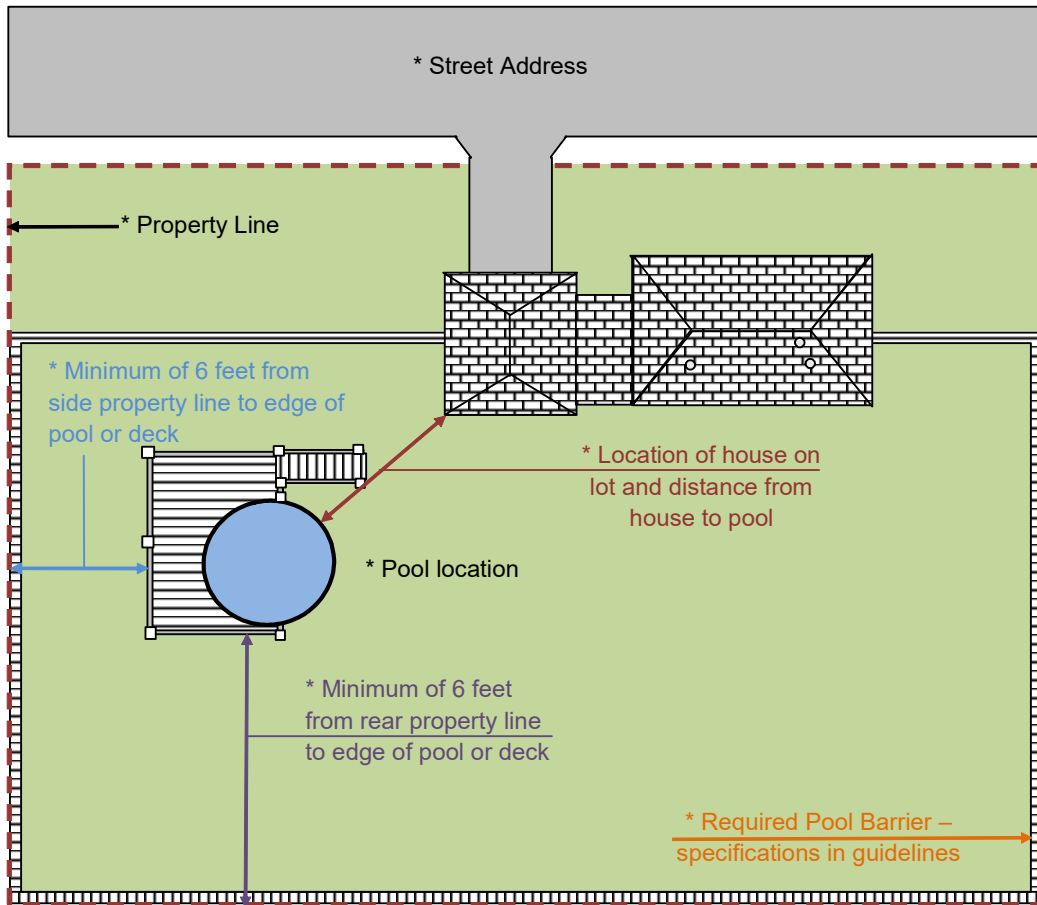 * Street Address
* Property Line
* Minimum of 6 feet from
side property line to edge of
pool or deck
* Location of house on
lot and distance from
house to pool
* Pool location
* Minimum of 6 feet
from rear property line
to edge of pool or deck
* Required Pool Barrier –
specifications in guidelines